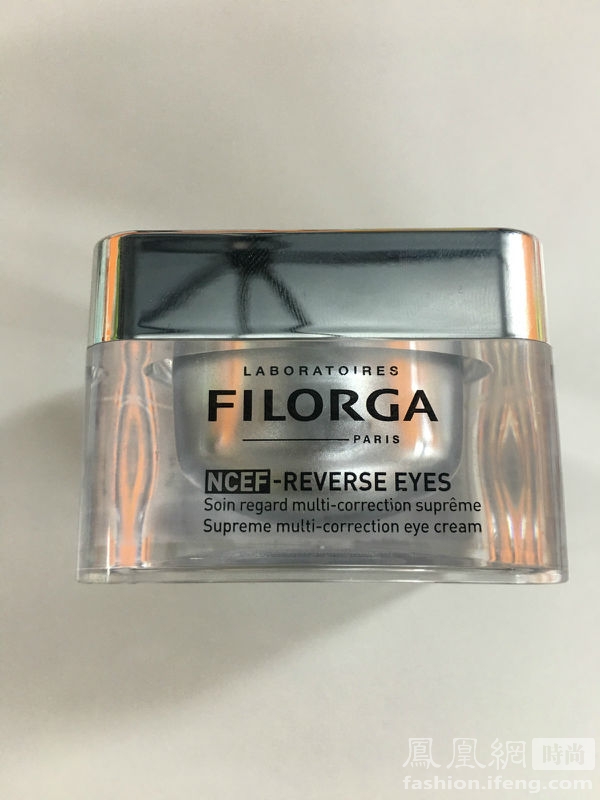 LABORATOIRES
FILORGA
PARIS
NCEF-REVERSE EYES
Soin regard multi-correction suprême
Supreme multi-correction eye cream
鳳凰網 時尚
fashion.ifeng.com